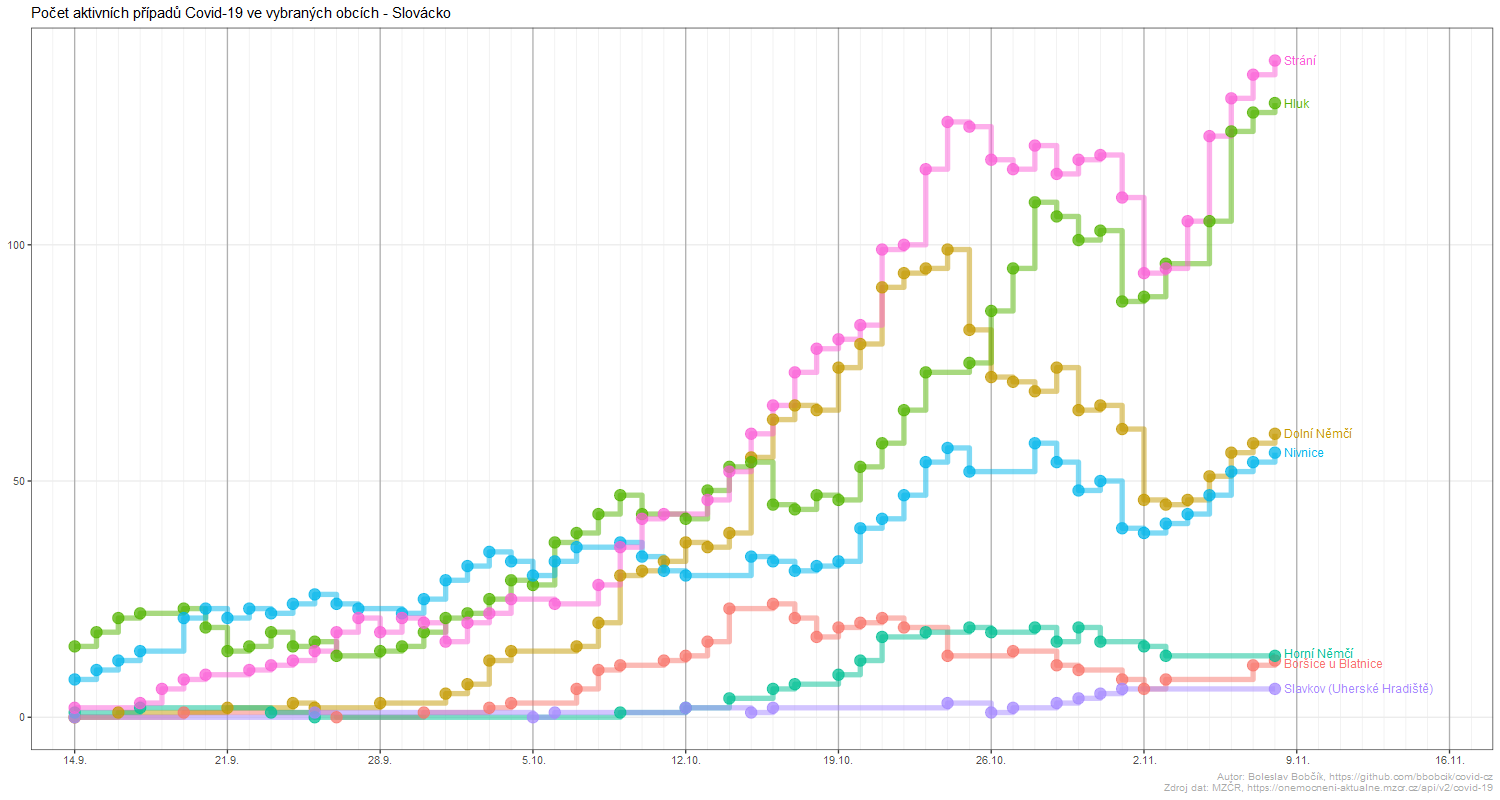 Počet aktivních případů Covid-19 ve vybraných obcích - Slovácko
Strání
Hluk
100
Dolní Němčí
Nivnice
50
Horní Němčí
Boršice u Blatnice
Slavkov (Uherské Hradiště)
0
14.9. 21.9. 28.9. 5.10. 12.10. 19.10. 26.10. 2.11. 9.11. 16.11.
Autor: Boleslav Bobčík, https://github.com/bbobcik/covid-cz
Zdroj dat: MZČR, https://onemocneni-aktualne.mzcr.cz/api/v2/covid-19